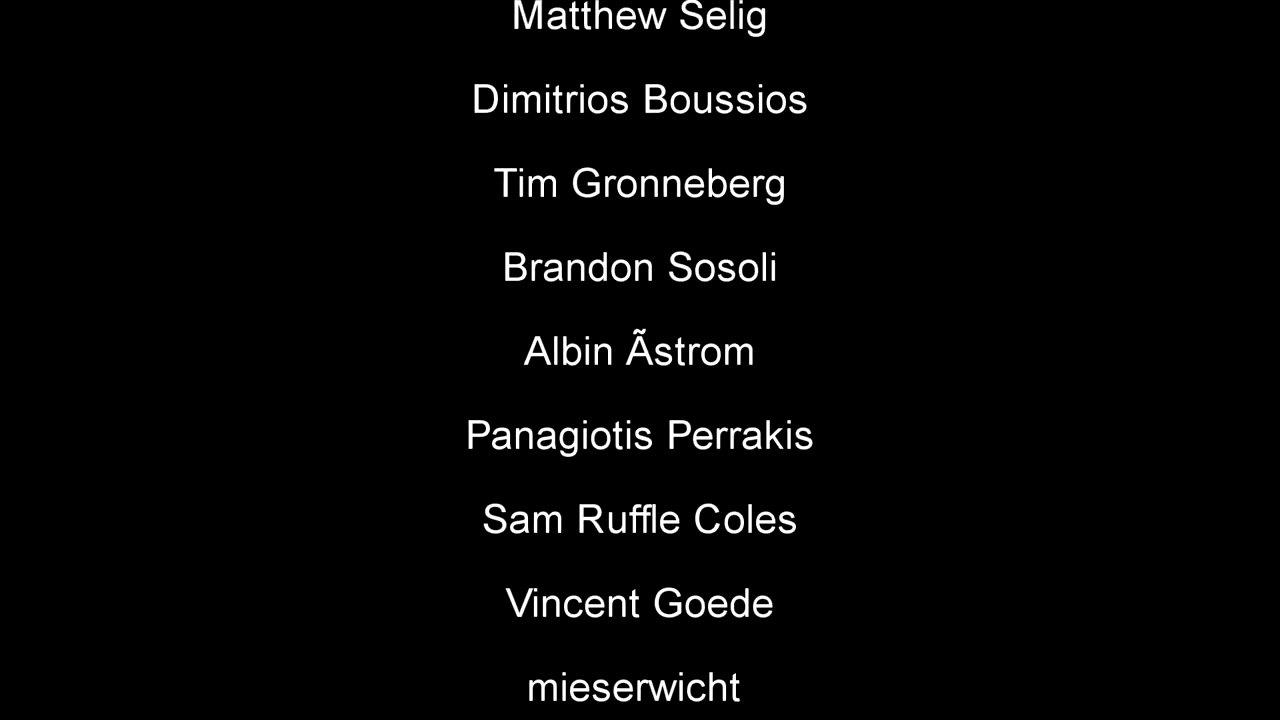 Matthew Selig
Dimitrios Boussios
Tim Gronneberg
Brandon Sosoli
Albin Ãstrom
Panagiotis Perrakis
Sam Ruffle Coles
Vincent Goede
mieserwicht